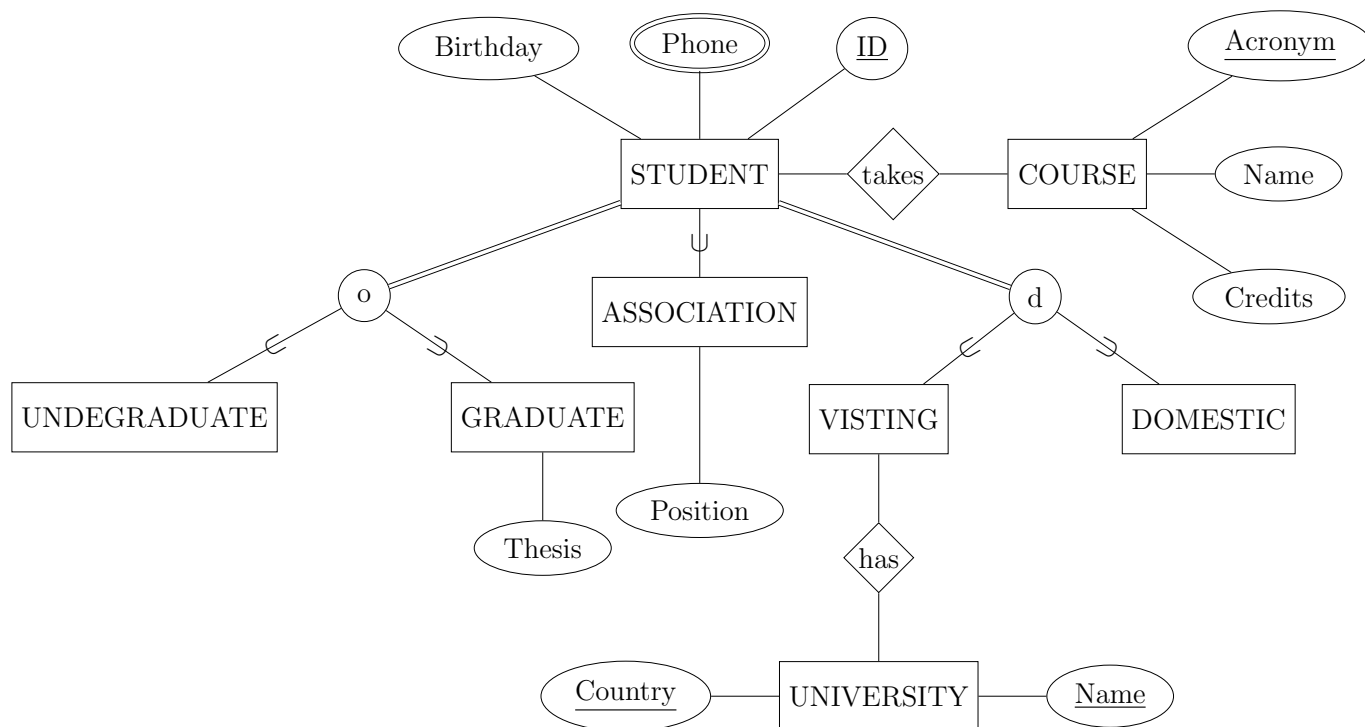 Birthday
Phone
ID
Acronym
STUDENT
takes
COURSE
Name
o
ASSOCIATION
d
Credits
UNDEGRADUATE
GRADUATE
VISTING
DOMESTIC
Position
Thesis
has
Country
UNIVERSITY
Name